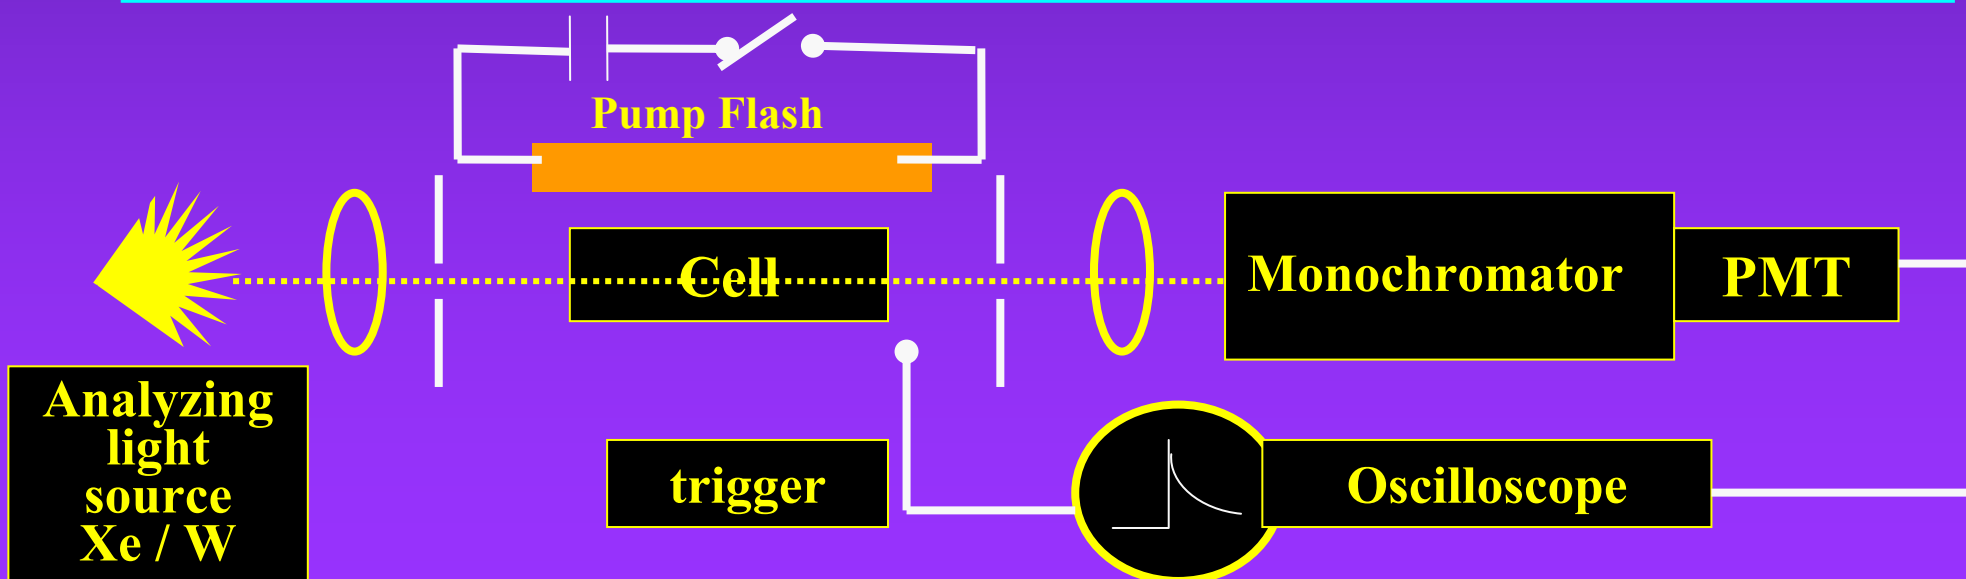 Pump Flash
Cell
Monochromator
PMT
Analyzing
light
source
Xe / W
trigger
Oscilloscope